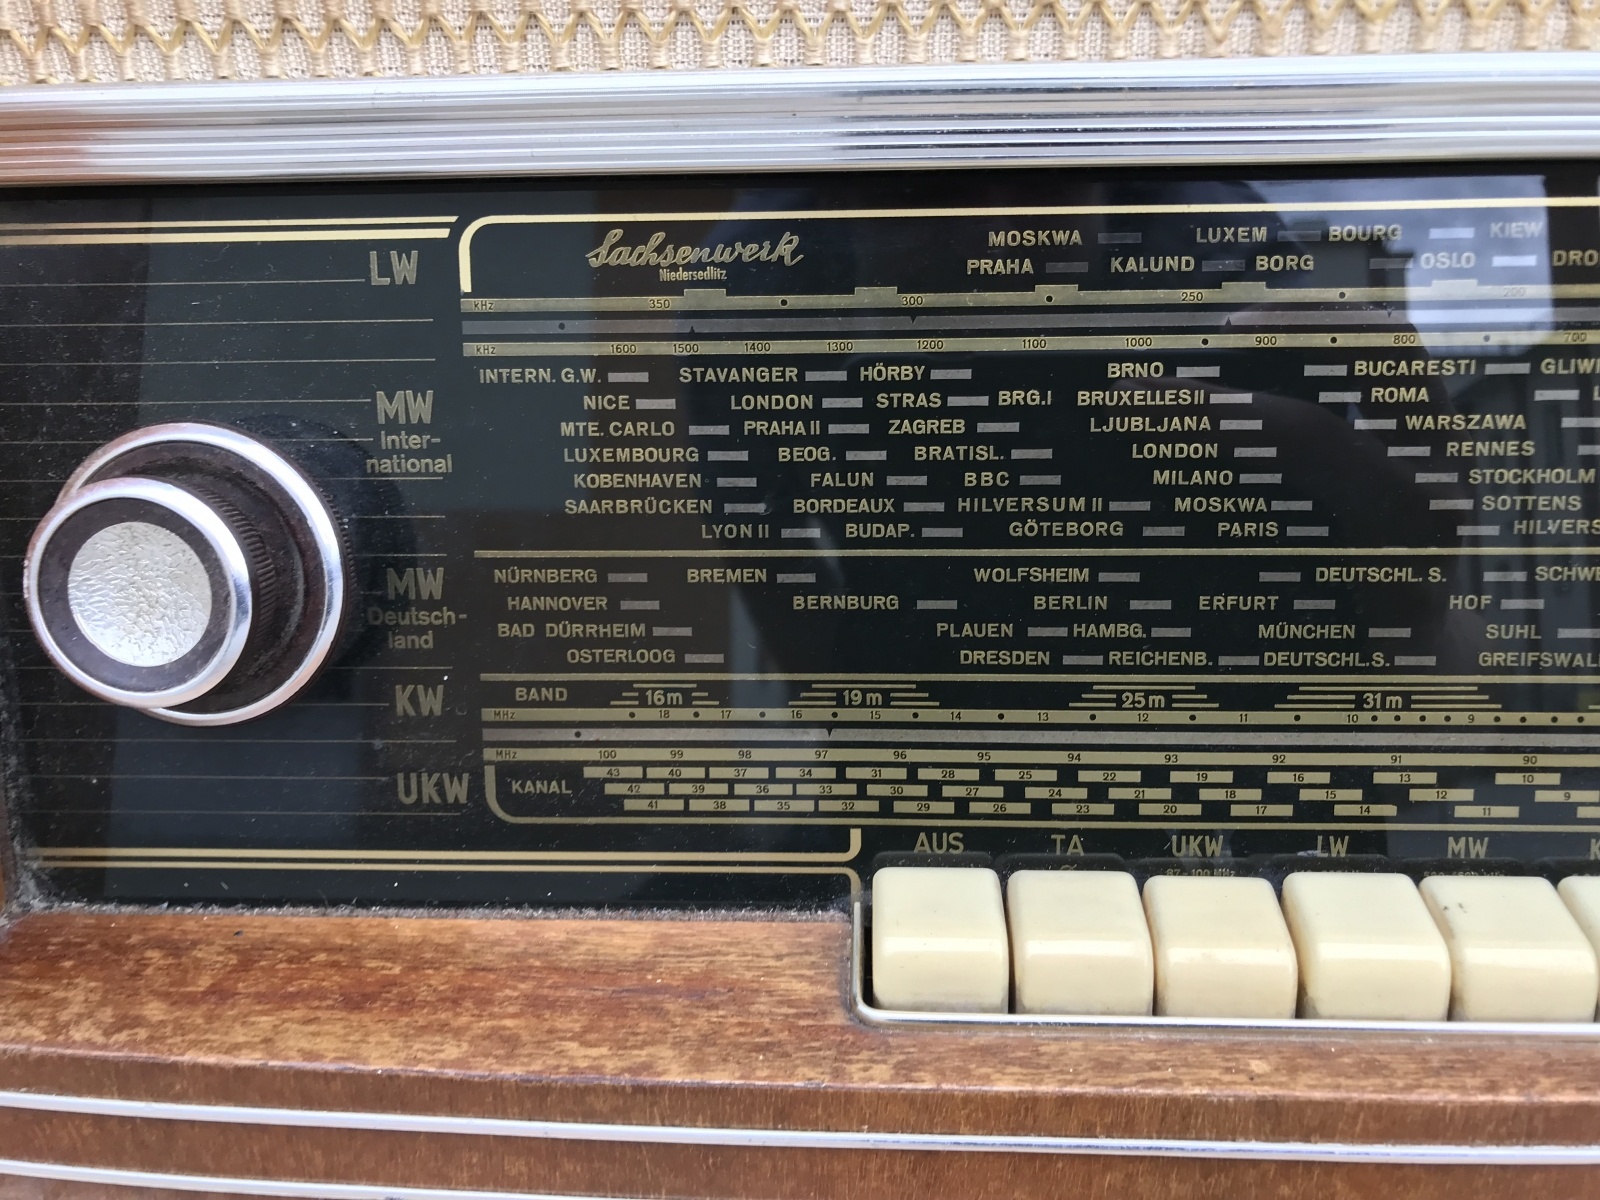 Sachsenwerk
Niedersedlitz
LW
MOSKWA LUXEM BOURG KIEW
PRAHA KALUND BORG OSLO DRO
kHz 350 300 250 200
kHz 1600 1500 1400 1300 1200 1100 1000 900 800 700
MW
Inter-
national
INTERN. G.W. STAVANGER HÖRBY BRNO BUCARESTI GLIWI
NICE LONDON STRAS BRG.I BRUXELLES II ROMA
MTE. CARLO PRAHA II ZAGREB LJUBLJANA WARSZAWA
LUXEMBOURG BEOG. BRATISL. LONDON RENNES
KOBENHAVEN FALUN BBC MILANO STOCKHOLM
SAARBRÜCKEN BORDEAUX HILVERSUM II MOSKWA SOTTENS
LYON II BUDAP. GÖTEBORG PARIS HILVERS
MW
Deutsch-
land
NÜRNBERG BREMEN WOLFSHEIM DEUTSCHL. S. SCHWE
HANNOVER BERNBURG BERLIN ERFURT HOF
BAD DÜRRHEIM PLAUEN HAMBG. MÜNCHEN SUHL
OSTERLOOG DRESDEN REICHENB. DEUTSCHL.S. GREIFSWAL
KW
BAND 16m 19m 25m 31m
MHz 18 17 16 15 14 13 12 11 10 9
MHz 100 99 98 97 96 95 94 93 92 91 90
UKW
KANAL
43 40 37 34 31 28 25 22 19 16 13 10
42 39 36 33 30 27 24 21 18 15 12 9
41 38 35 32 29 26 23 20 17 14 11
AUS TA UKW LW MW K
87-100 MHz